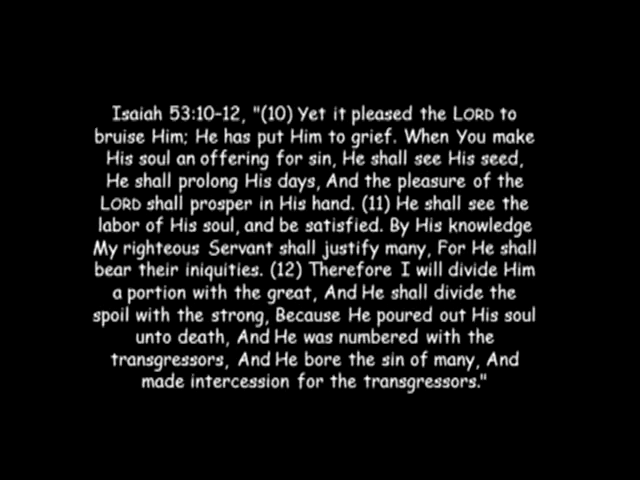 Isaiah 53:10-12, "(10) Yet it pleased the LORD to
bruise Him; He has put Him to grief. When You make
His soul an offering for sin, He shall see His seed,
He shall prolong His days, And the pleasure of the
LORD shall prosper in His hand. (11) He shall see the
labor of His soul, and be satisfied. By His knowledge
My righteous Servant shall justify many, For He shall
bear their iniquities. (12) Therefore I will divide Him
a portion with the great, And He shall divide the
spoil with the strong, Because He poured out His soul
unto death, And He was numbered with the
transgressors, And He bore the sin of many, And
made intercession for the transgressors."